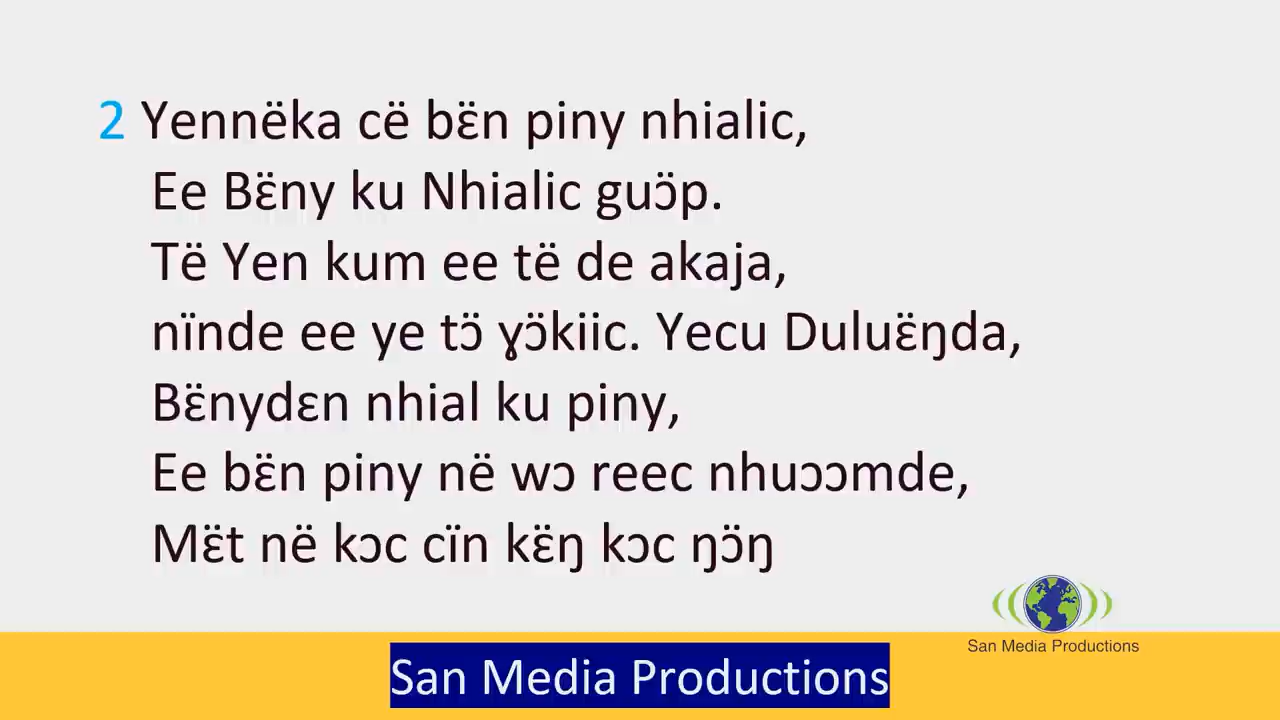 2 Yennëka cë bɛ̈n piny nhialic,
Ee Bɛ̈ny ku Nhialic guɔ̈p.
Të Yen kum ee të de akaja,
nïnde ee ye tɔ̈ ɣɔ̈kiic. Yecu Duluɛ̈ŋda,
Bɛ̈nydɛn nhial ku piny,
Ee bɛ̈n piny në wɔ reec nhuɔɔmde,
Mɛ̈t në kɔc cïn kɛ̈ŋ kɔc ŋɔ̈ŋ
San Media Productions
San Media Productions